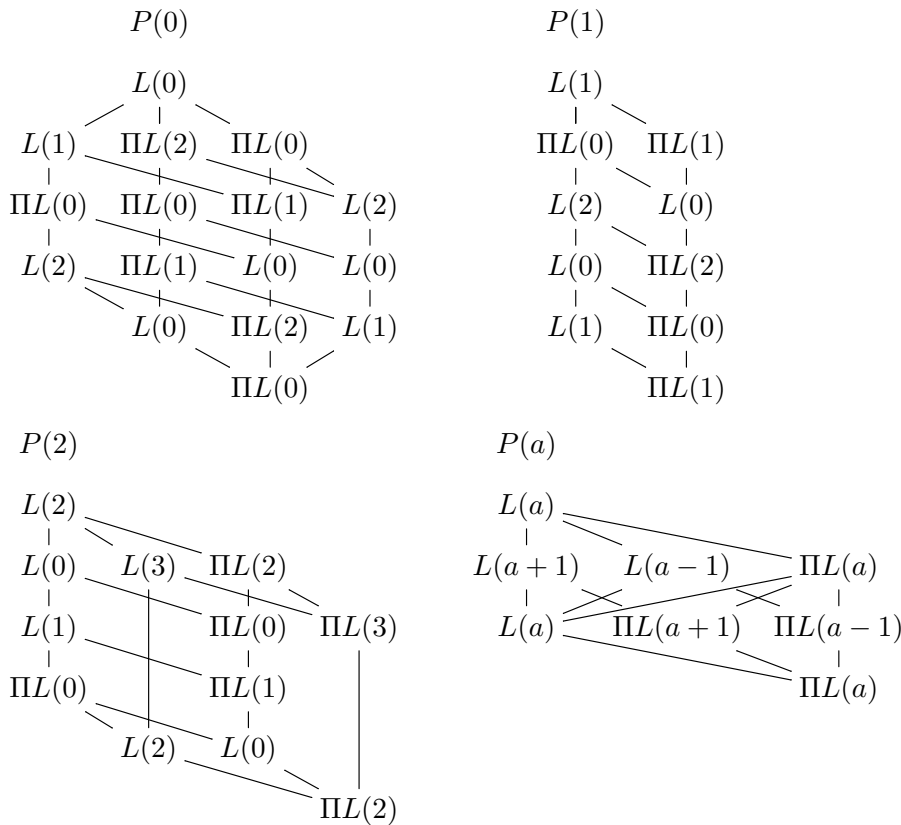 P(0) P(1)
L(0) L(1)
L(1) ΠL(2) ΠL(0) ΠL(0) ΠL(1)
ΠL(0) ΠL(0) ΠL(1) L(2) L(2) L(0)
L(2) ΠL(1) L(0) L(0) L(0) ΠL(2)
L(0) ΠL(2) L(1) L(1) ΠL(0)
ΠL(0) ΠL(1)
P(2) P(a)
L(2) L(a)
L(0) L(3) ΠL(2) L(a + 1) L(a − 1) ΠL(a)
L(1) ΠL(0) ΠL(3) L(a) ΠL(a + 1) ΠL(a − 1)
ΠL(0) ΠL(1) ΠL(a)
L(2) L(0)
ΠL(2)